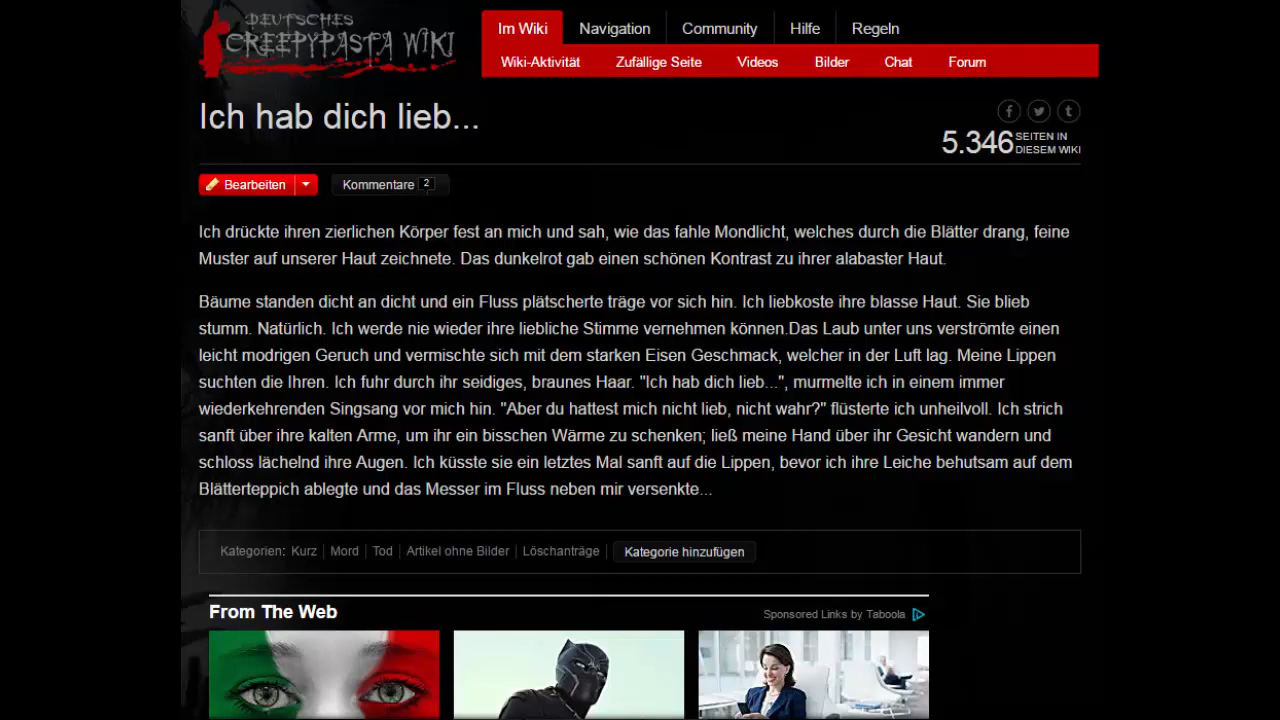 DEUTSCHES
CREEPYPASTA WIKI
Im Wiki Navigation Community Hilfe Regeln
Wiki-Aktivität Zufällige Seite Videos Bilder Chat Forum
Ich hab dich lieb...
5.346 SEITEN IN
DIESEM WIKI
Bearbeiten Kommentare 2
Ich drückte ihren zierlichen Körper fest an mich und sah, wie das fahle Mondlicht, welches durch die Blätter drang, feine
Muster auf unserer Haut zeichnete. Das dunkelrot gab einen schönen Kontrast zu ihrer alabaster Haut.
Bäume standen dicht an dicht und ein Fluss plätscherte träge vor sich hin. Ich liebkoste ihre blasse Haut. Sie blieb
stumm. Natürlich. Ich werde nie wieder ihre liebliche Stimme vernehmen können.Das Laub unter uns verströmte einen
leicht modrigen Geruch und vermischte sich mit dem starken Eisen Geschmack, welcher in der Luft lag. Meine Lippen
suchten die Ihren. Ich fuhr durch ihr seidiges, braunes Haar. "Ich hab dich lieb...", murmelte ich in einem immer
wiederkehrenden Singsang vor mich hin. "Aber du hattest mich nicht lieb, nicht wahr?" flüsterte ich unheilvoll. Ich strich
sanft über ihre kalten Arme, um ihr ein bisschen Wärme zu schenken; ließ meine Hand über ihr Gesicht wandern und
schloss lächelnd ihre Augen. Ich küsste sie ein letztes Mal sanft auf die Lippen, bevor ich ihre Leiche behutsam auf dem
Blätterteppich ablegte und das Messer im Fluss neben mir versenkte...
Kategorien: Kurz Mord Tod Artikel ohne Bilder Löschanträge Kategorie hinzufügen
From The Web
Sponsored Links by Taboola